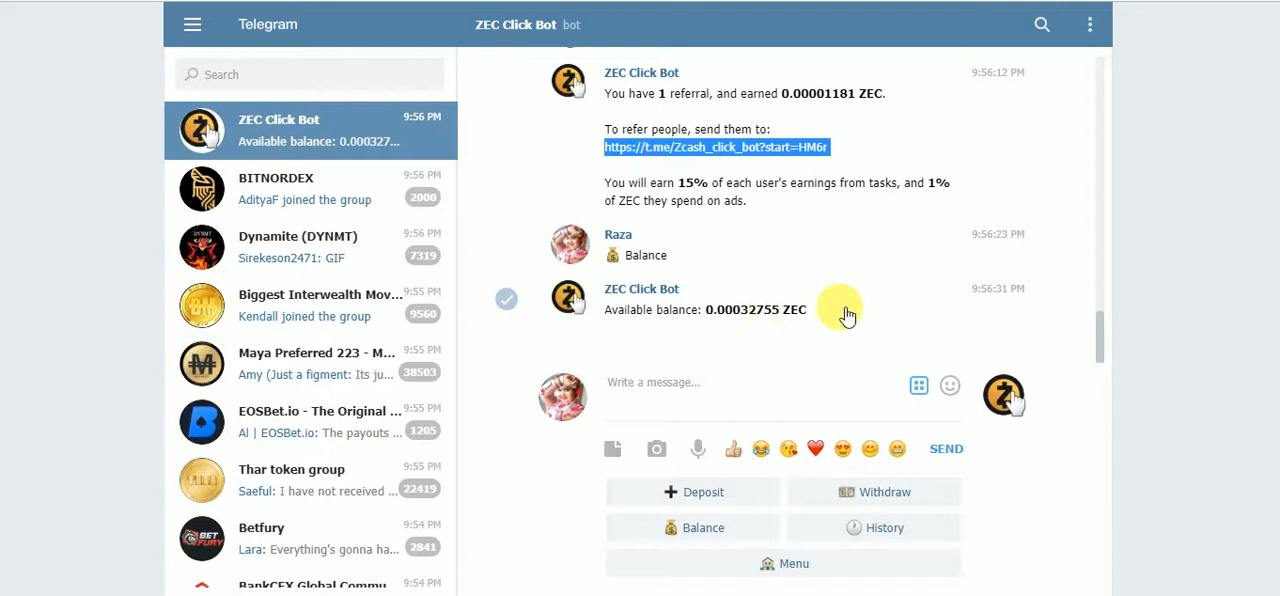 Telegram
ZEC Click Bot bot
Search
ZEC Click Bot 9:56 PM
Available balance: 0.000327...
BITNORDEX 9:56 PM
AdityaF joined the group 2000
Dynamite (DYNMT) 9:56 PM
Sirekeson2471: GIF 7319
Biggest Interwealth Mov... 9:55 PM
Kendall joined the group 9560
Maya Preferred 223 - M... 9:55 PM
Amy (Just a figment: Its ju... 38503
EOSBet.io - The Original ... 9:55 PM
Al | EOSBet.io: The payouts ... 1205
Thar token group 9:55 PM
Saeful: I have not received ... 22419
Betfury 9:54 PM
Lara: Everything's gonna ha... 2841
BankCEX Global Commu... 9:54 PM
ZEC Click Bot 9:56:12 PM
You have 1 referral, and earned 0.00001181 ZEC.
To refer people, send them to:
https://t.me/Zcash_click_bot?start=HM6r
You will earn 15% of each user's earnings from tasks, and 1%
of ZEC they spend on ads.
Raza 9:56:23 PM
Balance
ZEC Click Bot 9:56:31 PM
Available balance: 0.00032755 ZEC
Write a message...
SEND
Deposit
Withdraw
Balance
History
Menu